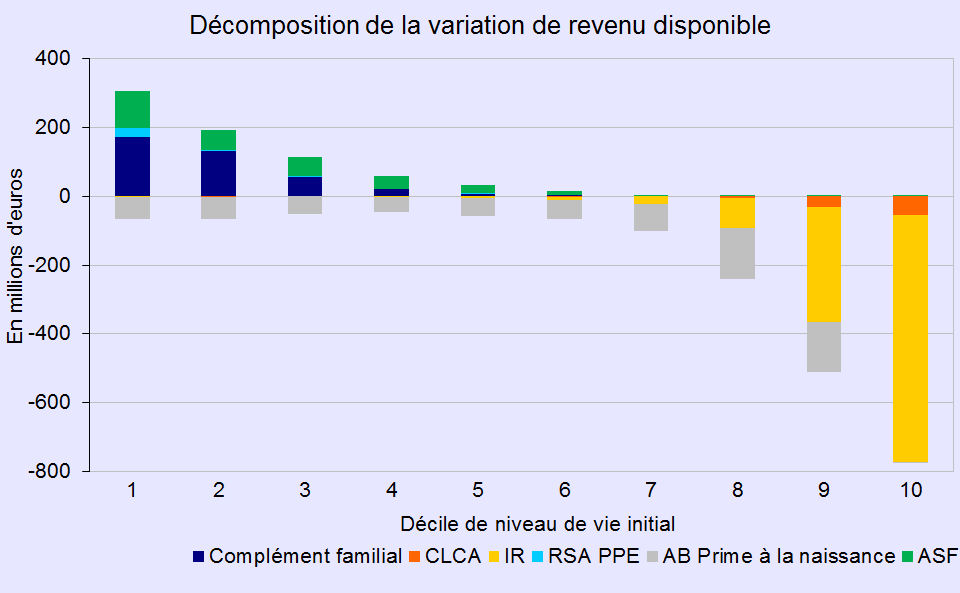 Décomposition de la variation de revenu disponible
400
200
0
-200
-400
-600
-800
En millions d'euros
1 2 3 4 5 6 7 8 9 10
Décile de niveau de vie initial
Complément familial CLCA IR RSA PPE AB Prime à la naissance ASF